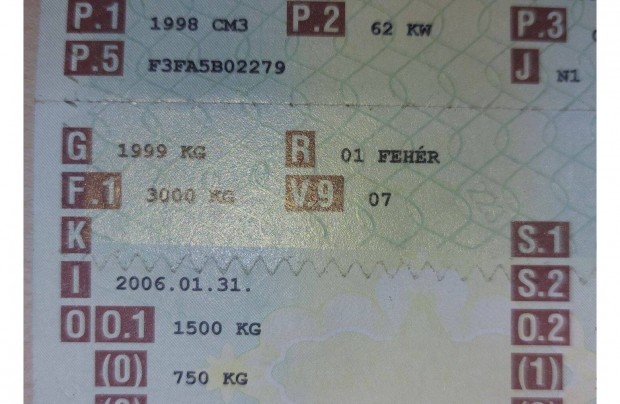 P.1 1998 CM3 P.2 62 KW P.3
P.5 F3FA5B02279 J N1
G 1999 KG R 01 FEHÉR
F.1 3000 KG V.9 07
K S.1
I 2006.01.31. S.2
O O.1 1500 KG O.2
(0) 750 KG (1)